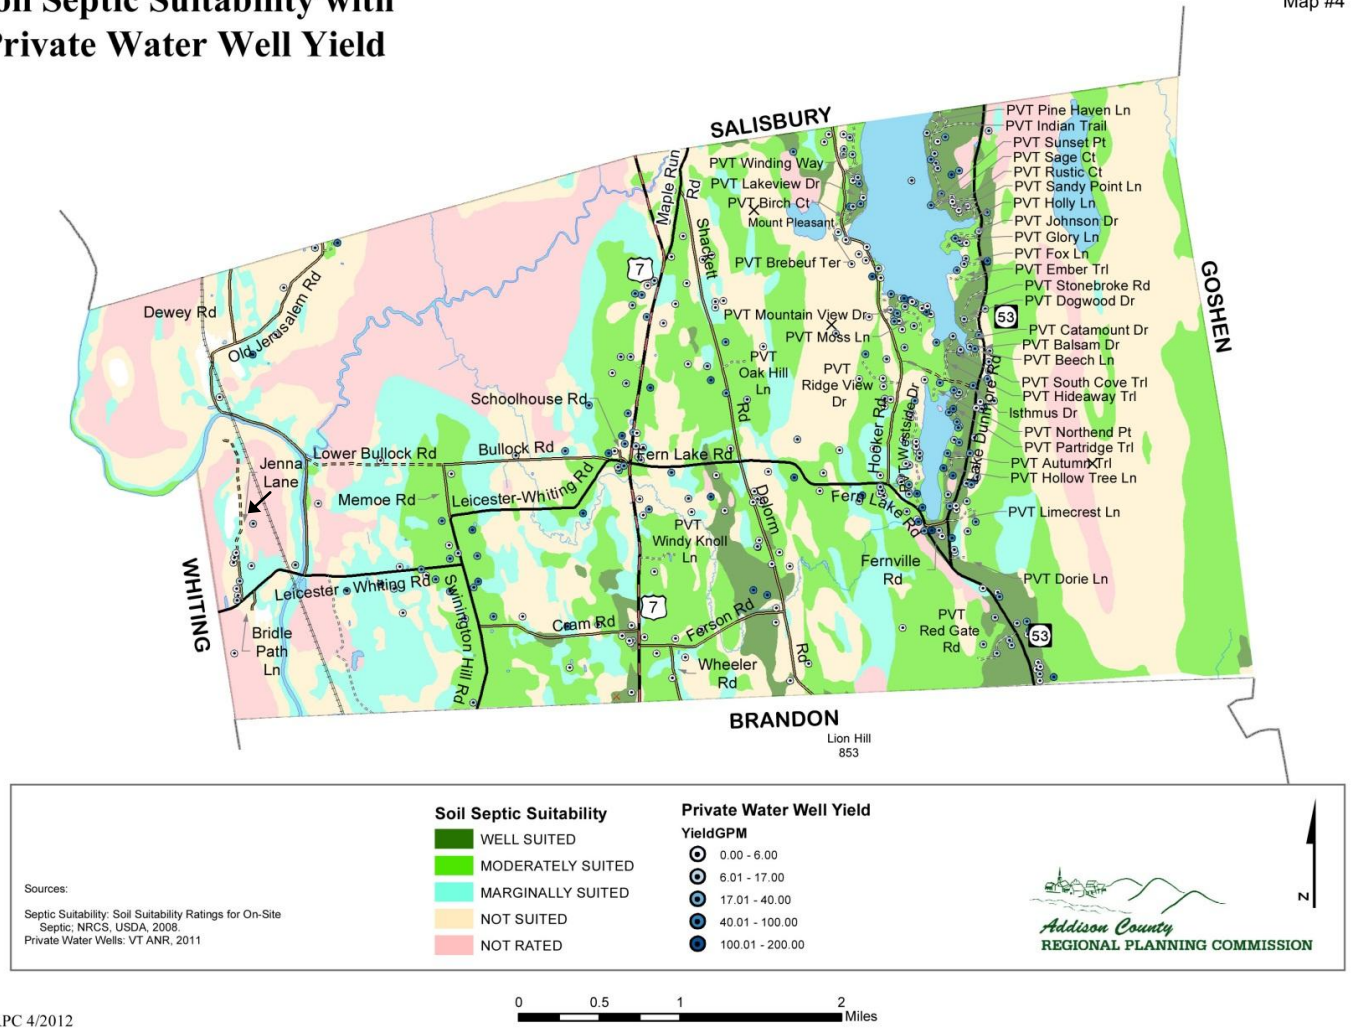 oil Septic Suitability with
Private Water Well Yield
Map #4
SALISBURY
GOSHEN
WHITING
BRANDON
Lion Hill
853
Maple Run
Rd
Shackett
Rd
7
PVT Winding Way
PVT Lakeview Dr
PVT Birch Ct
Mount Pleasant
PVT Brebeuf Ter
PVT Mountain View Dr
PVT Moss Ln
PVT
Oak Hill
Ln
PVT
Ridge View
Dr
PVT Pine Haven Ln
PVT Indian Trail
PVT Sunset Pt
PVT Sage Ct
PVT Rustic Ct
PVT Sandy Point Ln
PVT Holly Ln
PVT Johnson Dr
PVT Glory Ln
PVT Fox Ln
PVT Ember Trl
PVT Stonebroke Rd
PVT Dogwood Dr
53
PVT Catamount Dr
PVT Balsam Dr
PVT Beech Ln
PVT South Cove Trl
PVT Hideaway Trl
Isthmus Dr
PVT Northend Pt
PVT Partridge Trl
PVT Autumn Trl
PVT Hollow Tree Ln
PVT Limecrest Ln
PVT Dorie Ln
Lake Dunmore Rd
Hooker Rd
Westside Dr
Dewey Rd
Old Jerusalem Rd
Schoolhouse Rd
Lower Bullock Rd
Bullock Rd
Fern Lake Rd
Jenna
Lane
Memoe Rd
Leicester-Whiting Rd
Delorm
Rd
Fern Lake Rd
PVT
Windy Knoll
Ln
Fernville
Rd
Leicester - Whiting Rd
Swinington Hill Rd
7
Cram Rd
Ferson Rd
Wheeler
Rd
Bridle
Path
Ln
PVT
Red Gate
Rd
53
Soil Septic Suitability
WELL SUITED
MODERATELY SUITED
MARGINALLY SUITED
NOT SUITED
NOT RATED
Private Water Well Yield
YieldGPM
0.00 - 6.00
6.01 - 17.00
17.01 - 40.00
40.01 - 100.00
100.01 - 200.00
Sources:
Septic Suitability: Soil Suitability Ratings for On-Site
Septic; NRCS, USDA, 2008.
Private Water Wells: VT ANR, 2011
Addison County
REGIONAL PLANNING COMMISSION
N
0 0.5 1 2
Miles
RPC 4/2012